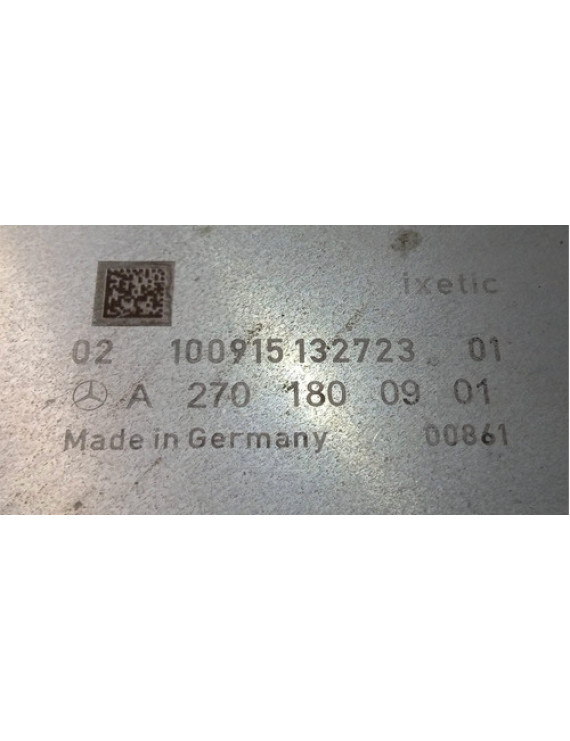 ixetic
02 100915 132723 01
A 270 180 09 01
Made in Germany 00861